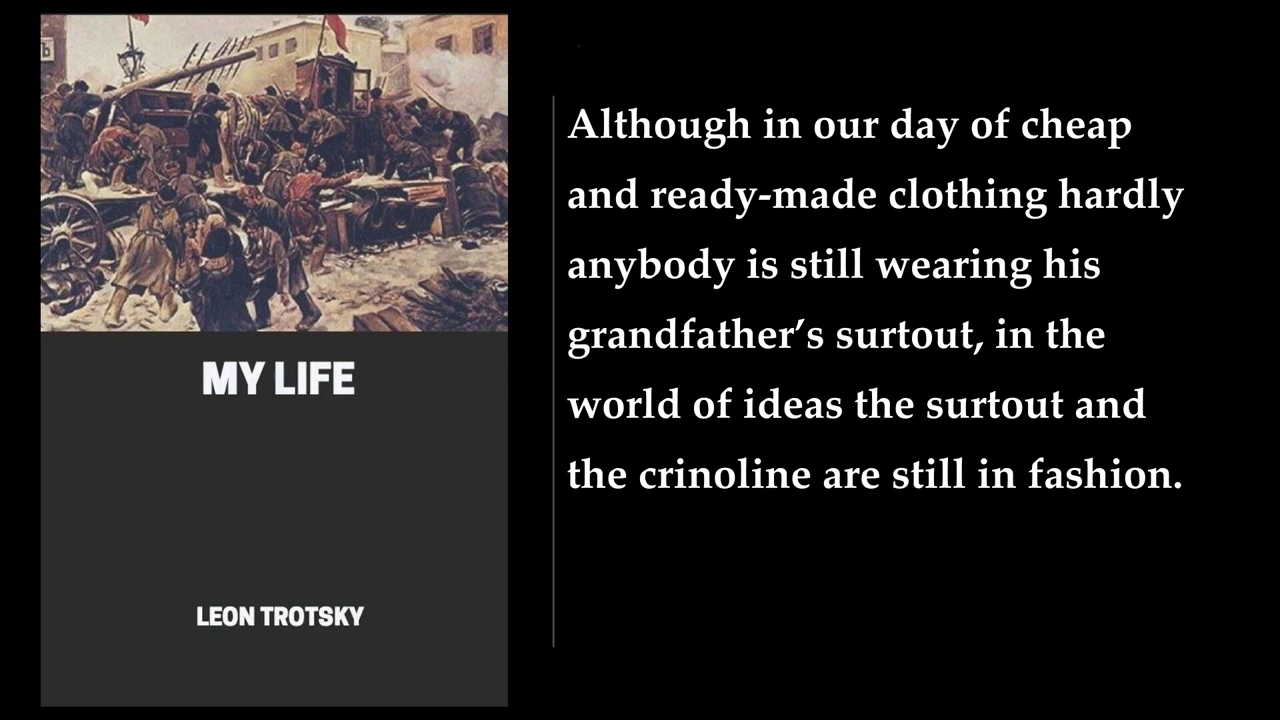 MY LIFE
LEON TROTSKY
Although in our day of cheap
and ready-made clothing hardly
anybody is still wearing his
grandfather’s surtout, in the
world of ideas the surtout and
the crinoline are still in fashion.